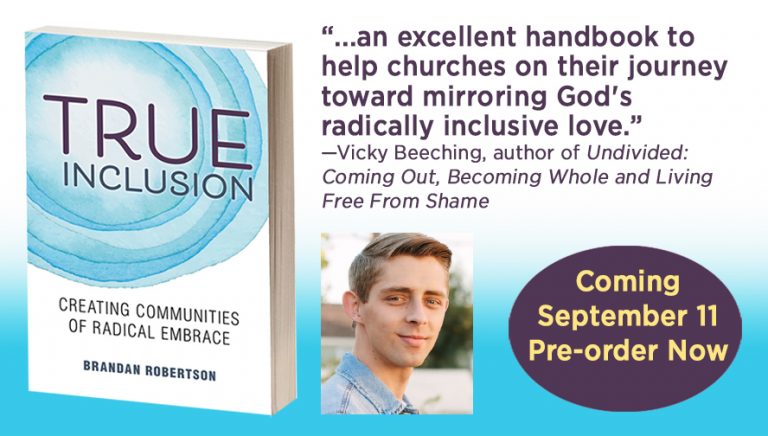 TRUE
INCLUSION
CREATING COMMUNITIES
OF RADICAL EMBRACE
BRANDAN ROBERTSON
“...an excellent handbook to
help churches on their journey
toward mirroring God's
radically inclusive love.”
—Vicky Beeching, author of Undivided:
Coming Out, Becoming Whole and Living
Free From Shame
Coming
September 11
Pre-order Now